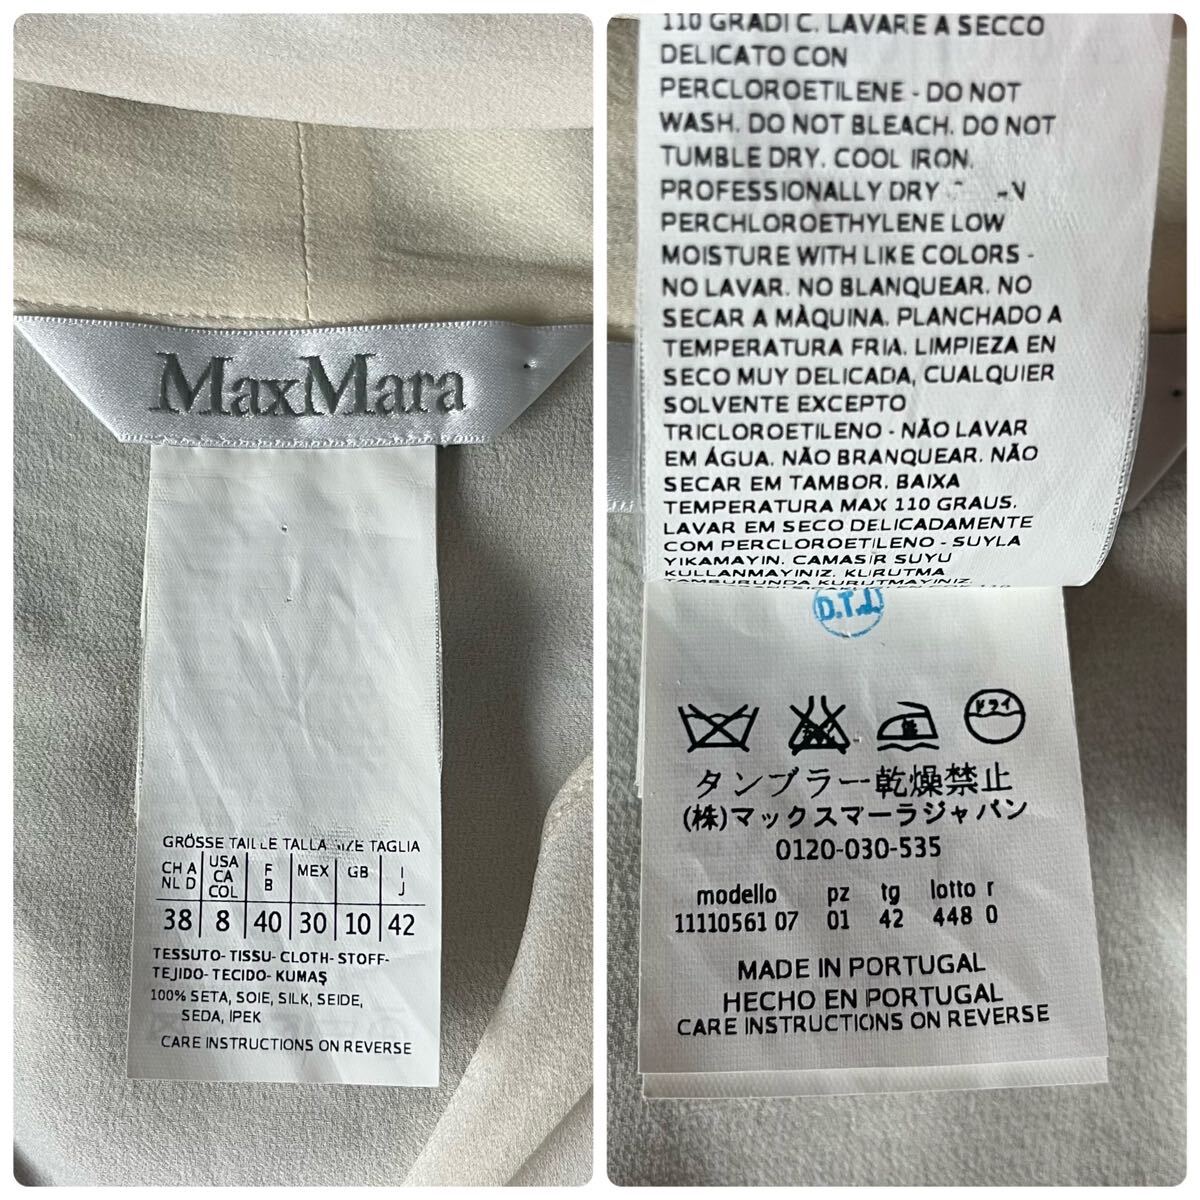 MaxMara
GRÖSSE TAILLE TALLA SIZE TAGLIA
CH A NL D USA CA COL F B MEX GB I J
38 8 40 30 10 42
TESSUTO- TISSU- CLOTH- STOFF-
TEJIDO- TECIDO- KUMAŞ
100% SETA, SOIE, SILK, SEIDE,
SEDA, IPEK
CARE INSTRUCTIONS ON REVERSE
110 GRADI C. LAVARE A SECCO
DELICATO CON
PERCLOROETILENE - DO NOT
WASH. DO NOT BLEACH. DO NOT
TUMBLE DRY. COOL IRON.
PROFESSIONALLY DRY
PERCHLOROETHYLENE LOW
MOISTURE WITH LIKE COLORS -
NO LAVAR. NO BLANQUEAR. NO
SECAR A MÀQUINA. PLANCHADO A
TEMPERATURA FRIA. LIMPIEZA EN
SECO MUY DELICADA, CUALQUIER
SOLVENTE EXCEPTO
TRICLOROETILENO - NÃO LAVAR
EM ÁGUA. NÃO BRANQUEAR. NÃO
SECAR EM TAMBOR. BAIXA
TEMPERATURA MAX 110 GRAUS.
LAVAR EM SECO DELICADAMENTE
COM PERCLOROETILENO - SUYLA
YIKAMAYIN. CAMASIR SUYU
KULLANMAYINIZ. KURUTMA
TAMBURUNDA KURUTMAYINIZ.
D.T.J.
低 ドライ
タンブラー乾燥禁止
(株)マックスマーラジャパン
0120-030-535
modello pz tg lotto r
11110561 07 01 42 448 0
MADE IN PORTUGAL
HECHO EN PORTUGAL
CARE INSTRUCTIONS ON REVERSE